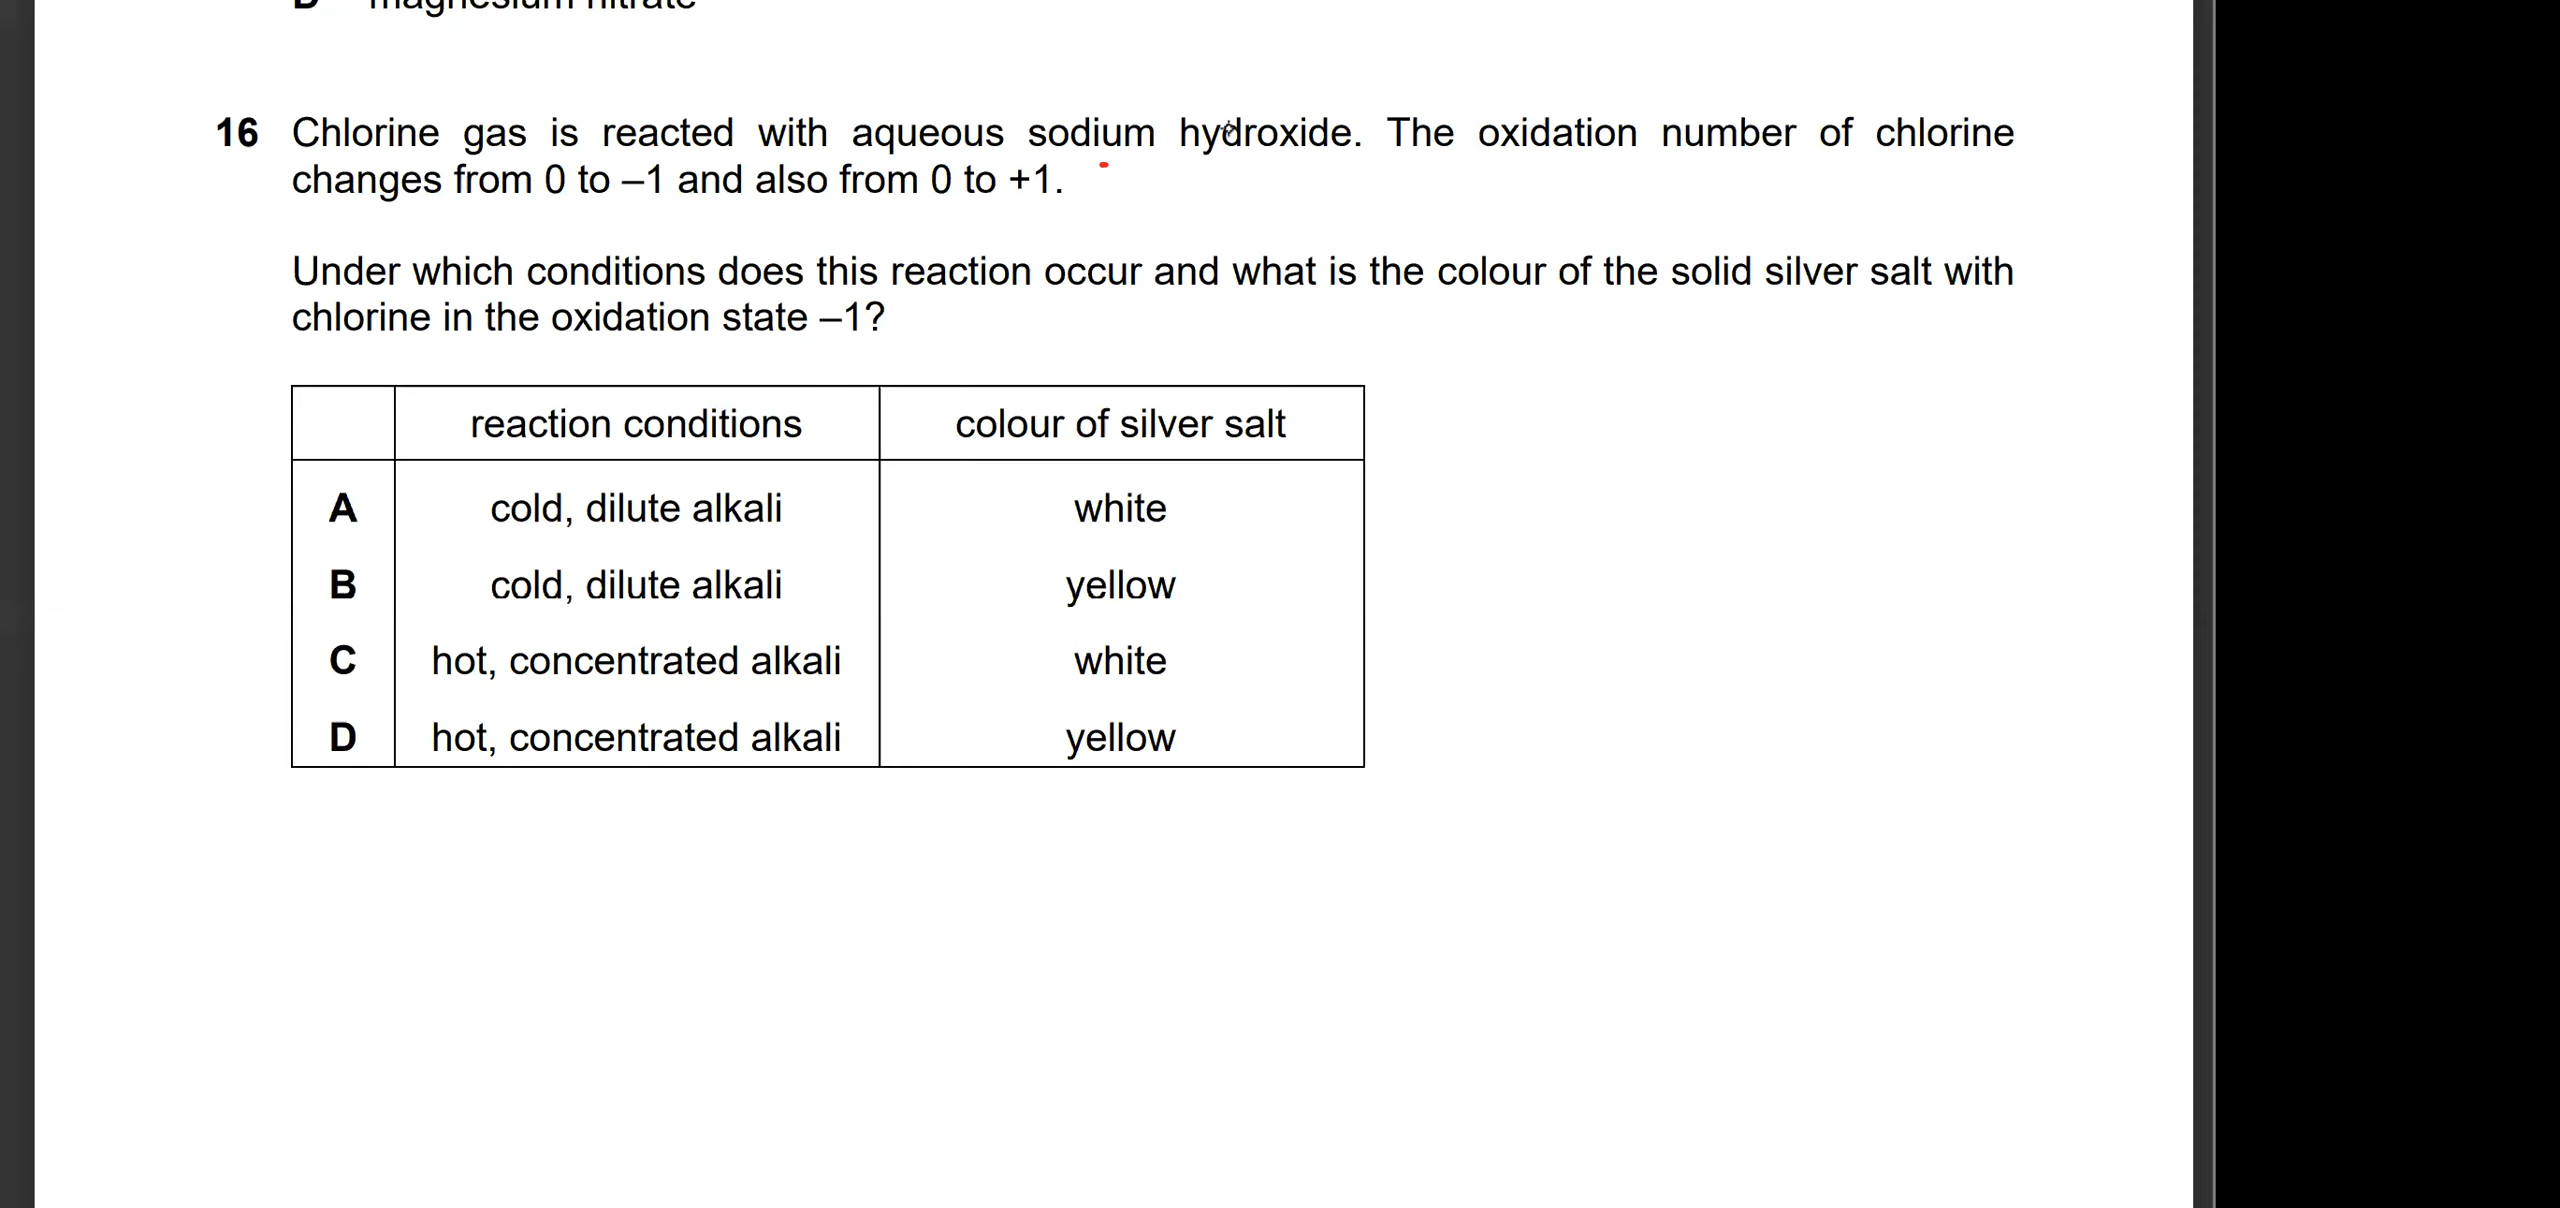 D magnesium nitrate
16 Chlorine gas is reacted with aqueous sodium hydroxide. The oxidation number of chlorine
changes from 0 to –1 and also from 0 to +1.
Under which conditions does this reaction occur and what is the colour of the solid silver salt with
chlorine in the oxidation state –1?
reaction conditions colour of silver salt
A cold, dilute alkali white
B cold, dilute alkali yellow
C hot, concentrated alkali white
D hot, concentrated alkali yellow